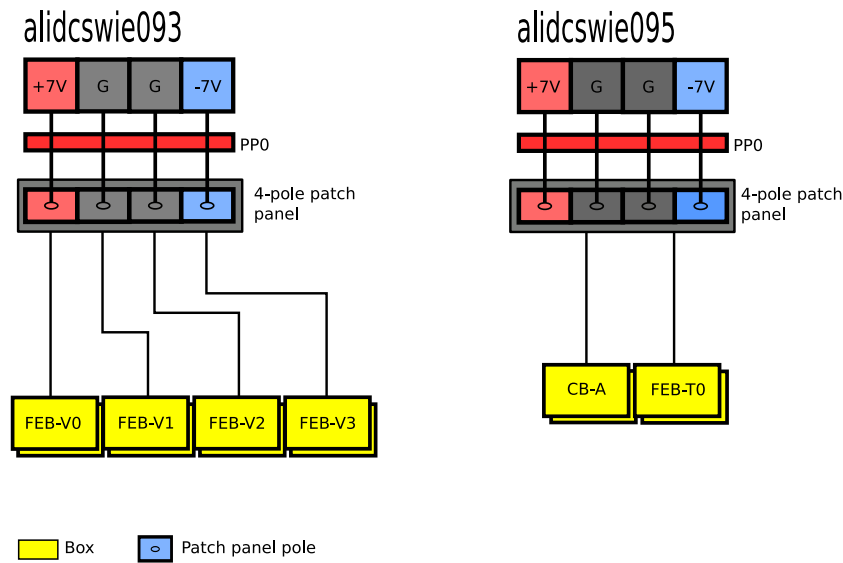 alidcswie093
+7V
G
G
-7V
PP0
4-pole patch
panel
FEB-V0
FEB-V1
FEB-V2
FEB-V3
alidcswie095
+7V
G
G
-7V
PP0
4-pole patch
panel
CB-A
FEB-T0
Box
Patch panel pole